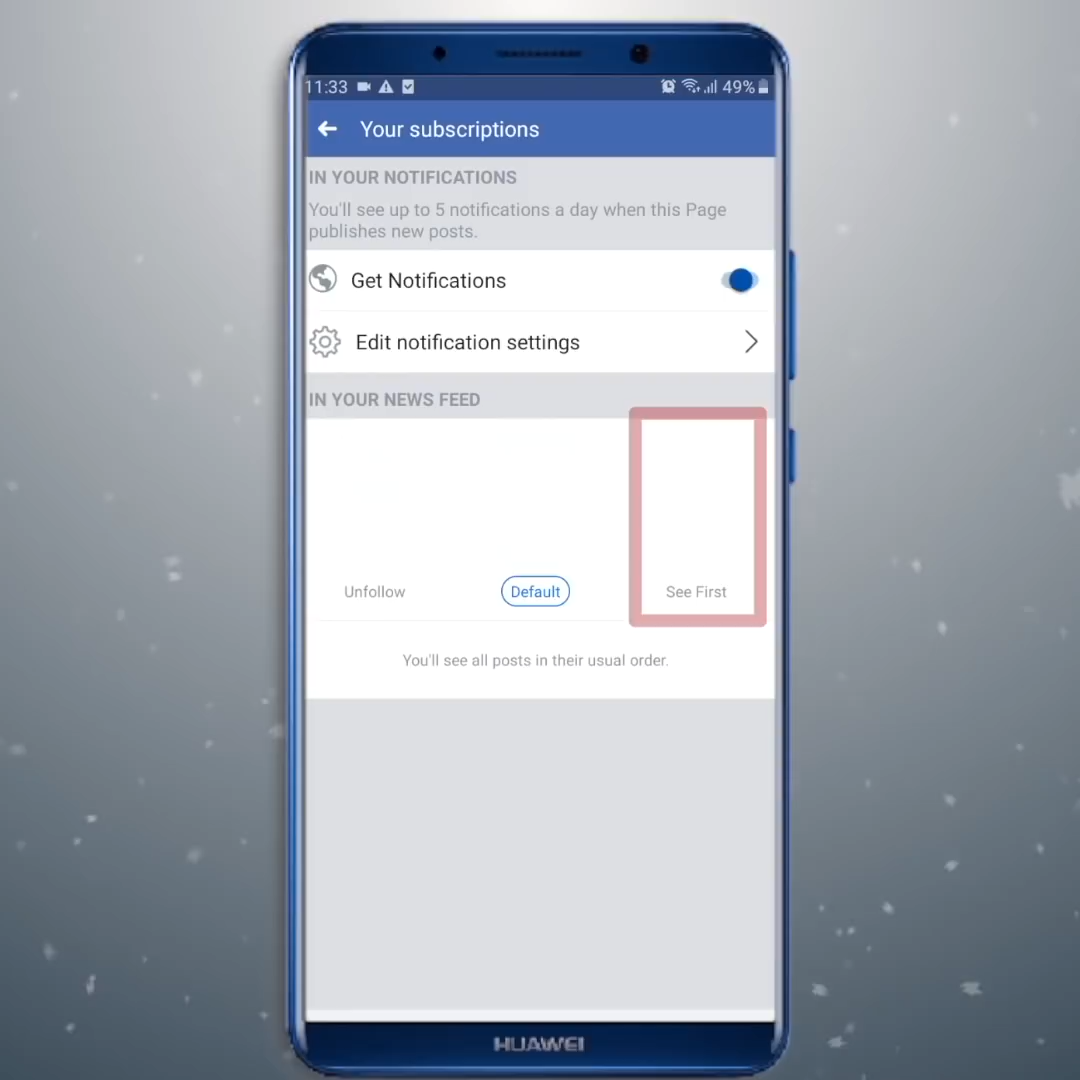 11:33
49%
Your subscriptions
IN YOUR NOTIFICATIONS
You'll see up to 5 notifications a day when this Page
publishes new posts.
Get Notifications
Edit notification settings
IN YOUR NEWS FEED
Unfollow
Default
See First
You'll see all posts in their usual order.
HUAWEI